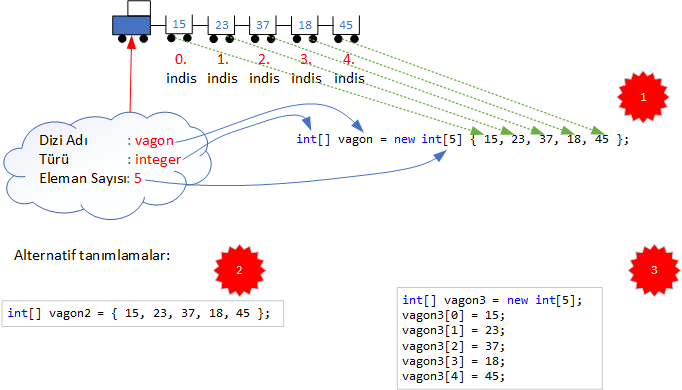 15 23 37 18 45
0. 1. 2. 3. 4.
indis indis indis indis indis
1
Dizi Adı : vagon
Türü : integer
Eleman Sayısı: 5
int[] vagon = new int[5] { 15, 23, 37, 18, 45 };
Alternatif tanımlamalar:
2
3
int[] vagon2 = { 15, 23, 37, 18, 45 };
int[] vagon3 = new int[5];
vagon3[0] = 15;
vagon3[1] = 23;
vagon3[2] = 37;
vagon3[3] = 18;
vagon3[4] = 45;